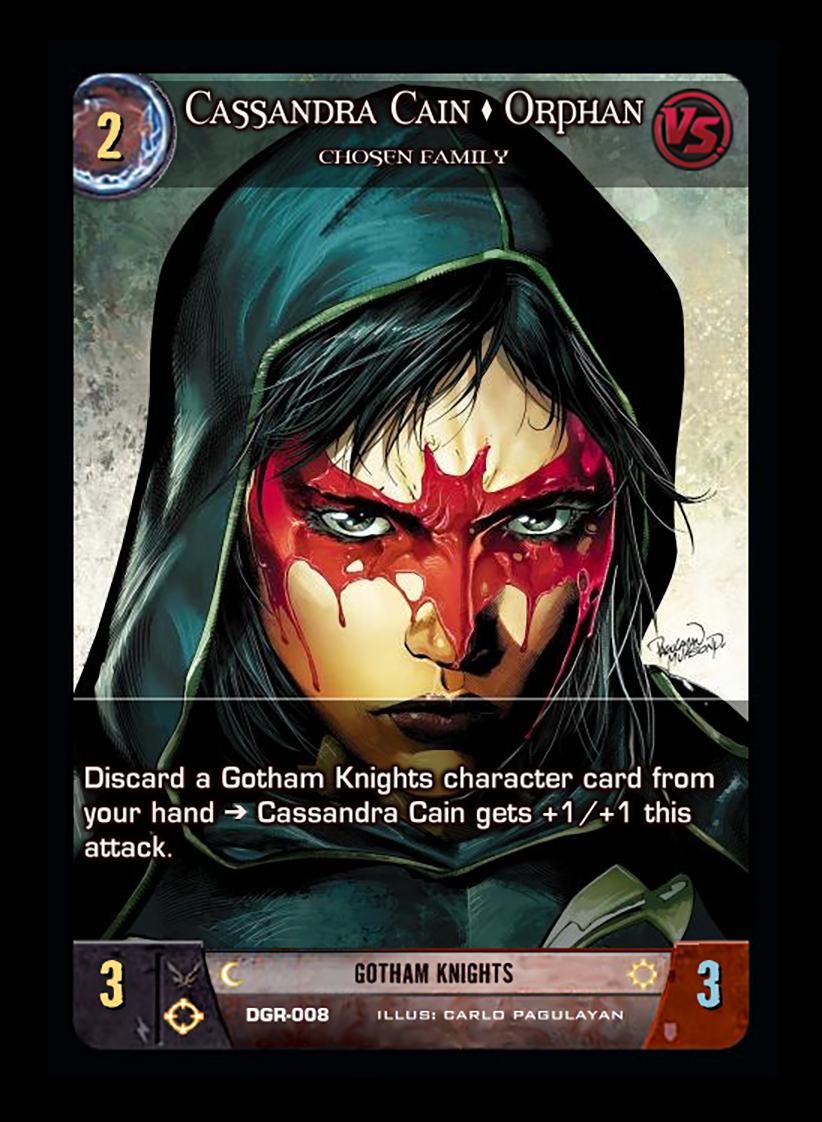 2
Cassandra Cain ♦ Orphan
VS.
Chosen Family
Discard a Gotham Knights character card from
your hand ➔ Cassandra Cain gets +1/+1 this
attack.
3
GOTHAM KNIGHTS
3
DGR-008
ILLUS: CARLO PAGULAYAN